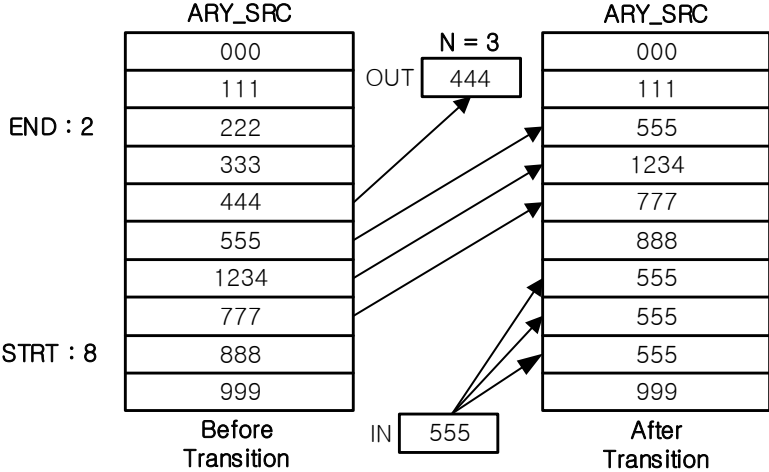 ARY_SRC
000
111
END : 2
222
333
444
555
1234
777
STRT : 8
888
999
Before
Transition
N = 3
OUT 444
IN 555
ARY_SRC
000
111
555
1234
777
888
555
555
555
999
After
Transition